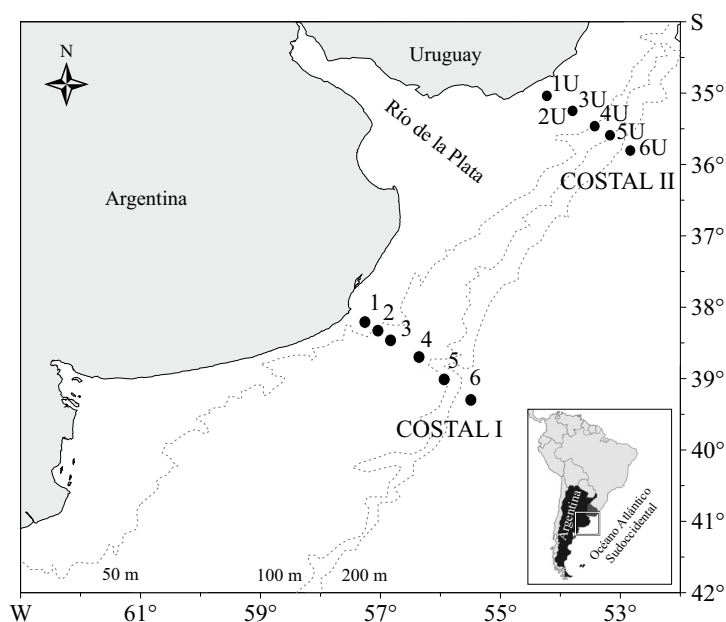 S
Uruguay
N
1U
35°
3U
2U
4U
Río de la Plata
5U
6U
36°
COSTAL II
Argentina
37°
1
38°
2
3
4
5
6
39°
COSTAL I
40°
Argentina
Océano Atlántico
Sudoccidental
41°
50 m
100 m
200 m
42°
W
61°
59°
57°
55°
53°